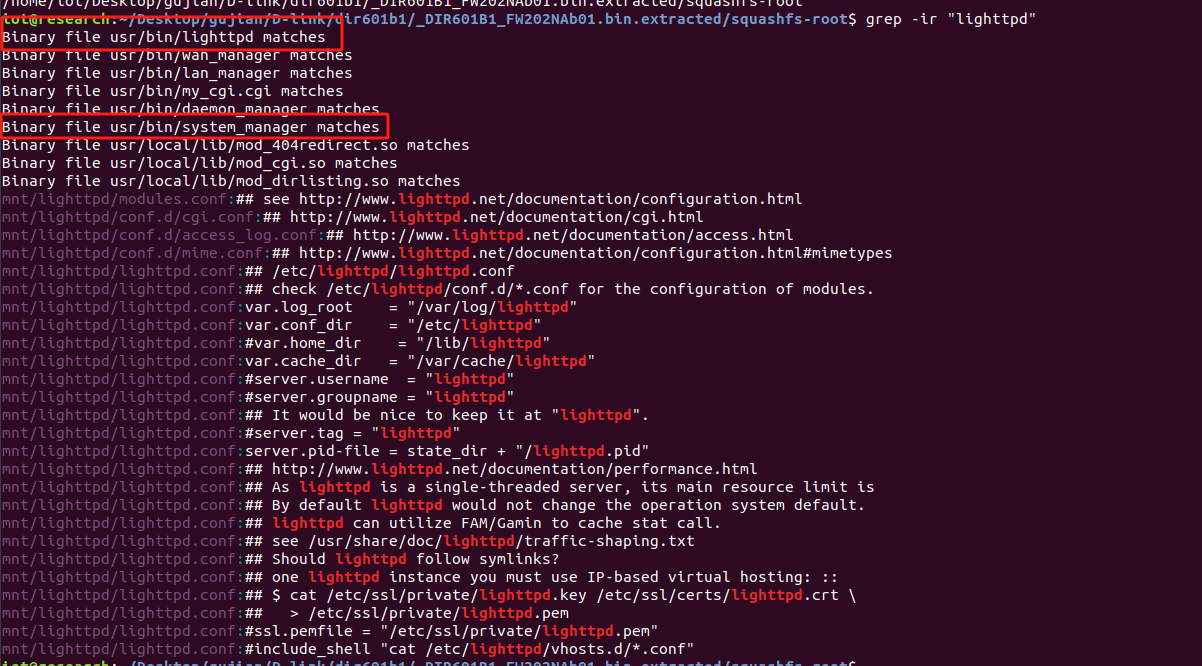 /home/iot/Desktop/gujian/D-link/dir601b1/_DIR601B1_FW202NAb01.bin.extracted/squashfs-root
iot@research:~/Desktop/gujian/D-link/dir601b1/_DIR601B1_FW202NAb01.bin.extracted/squashfs-root$ grep -ir "lighttpd"
Binary file usr/bin/lighttpd matches
Binary file usr/bin/wan_manager matches
Binary file usr/bin/lan_manager matches
Binary file usr/bin/my_cgi.cgi matches
Binary file usr/bin/daemon_manager matches
Binary file usr/bin/system_manager matches
Binary file usr/local/lib/mod_404redirect.so matches
Binary file usr/local/lib/mod_cgi.so matches
Binary file usr/local/lib/mod_dirlisting.so matches
mnt/lighttpd/modules.conf:## see http://www.lighttpd.net/documentation/configuration.html
mnt/lighttpd/conf.d/cgi.conf:## http://www.lighttpd.net/documentation/cgi.html
mnt/lighttpd/conf.d/access_log.conf:## http://www.lighttpd.net/documentation/access.html
mnt/lighttpd/conf.d/mime.conf:## http://www.lighttpd.net/documentation/configuration.html#mimetypes
mnt/lighttpd/lighttpd.conf:## /etc/lighttpd/lighttpd.conf
mnt/lighttpd/lighttpd.conf:## check /etc/lighttpd/conf.d/*.conf for the configuration of modules.
mnt/lighttpd/lighttpd.conf:var.log_root    = "/var/log/lighttpd"
mnt/lighttpd/lighttpd.conf:var.conf_dir    = "/etc/lighttpd"
mnt/lighttpd/lighttpd.conf:#var.home_dir    = "/lib/lighttpd"
mnt/lighttpd/lighttpd.conf:var.cache_dir   = "/var/cache/lighttpd"
mnt/lighttpd/lighttpd.conf:#server.username  = "lighttpd"
mnt/lighttpd/lighttpd.conf:#server.groupname = "lighttpd"
mnt/lighttpd/lighttpd.conf:## It would be nice to keep it at "lighttpd".
mnt/lighttpd/lighttpd.conf:#server.tag = "lighttpd"
mnt/lighttpd/lighttpd.conf:server.pid-file = state_dir + "/lighttpd.pid"
mnt/lighttpd/lighttpd.conf:## http://www.lighttpd.net/documentation/performance.html
mnt/lighttpd/lighttpd.conf:## As lighttpd is a single-threaded server, its main resource limit is
mnt/lighttpd/lighttpd.conf:## By default lighttpd would not change the operation system default.
mnt/lighttpd/lighttpd.conf:## lighttpd can utilize FAM/Gamin to cache stat call.
mnt/lighttpd/lighttpd.conf:## see /usr/share/doc/lighttpd/traffic-shaping.txt
mnt/lighttpd/lighttpd.conf:## Should lighttpd follow symlinks?
mnt/lighttpd/lighttpd.conf:## one lighttpd instance you must use IP-based virtual hosting: ::
mnt/lighttpd/lighttpd.conf:## $ cat /etc/ssl/private/lighttpd.key /etc/ssl/certs/lighttpd.crt \
mnt/lighttpd/lighttpd.conf:##   > /etc/ssl/private/lighttpd.pem
mnt/lighttpd/lighttpd.conf:#ssl.pemfile = "/etc/ssl/private/lighttpd.pem"
mnt/lighttpd/lighttpd.conf:#include_shell "cat /etc/lighttpd/vhosts.d/*.conf"
iot@research:~/Desktop/gujian/D-link/dir601b1/_DIR601B1_FW202NAb01.bin.extracted/squashfs-root$